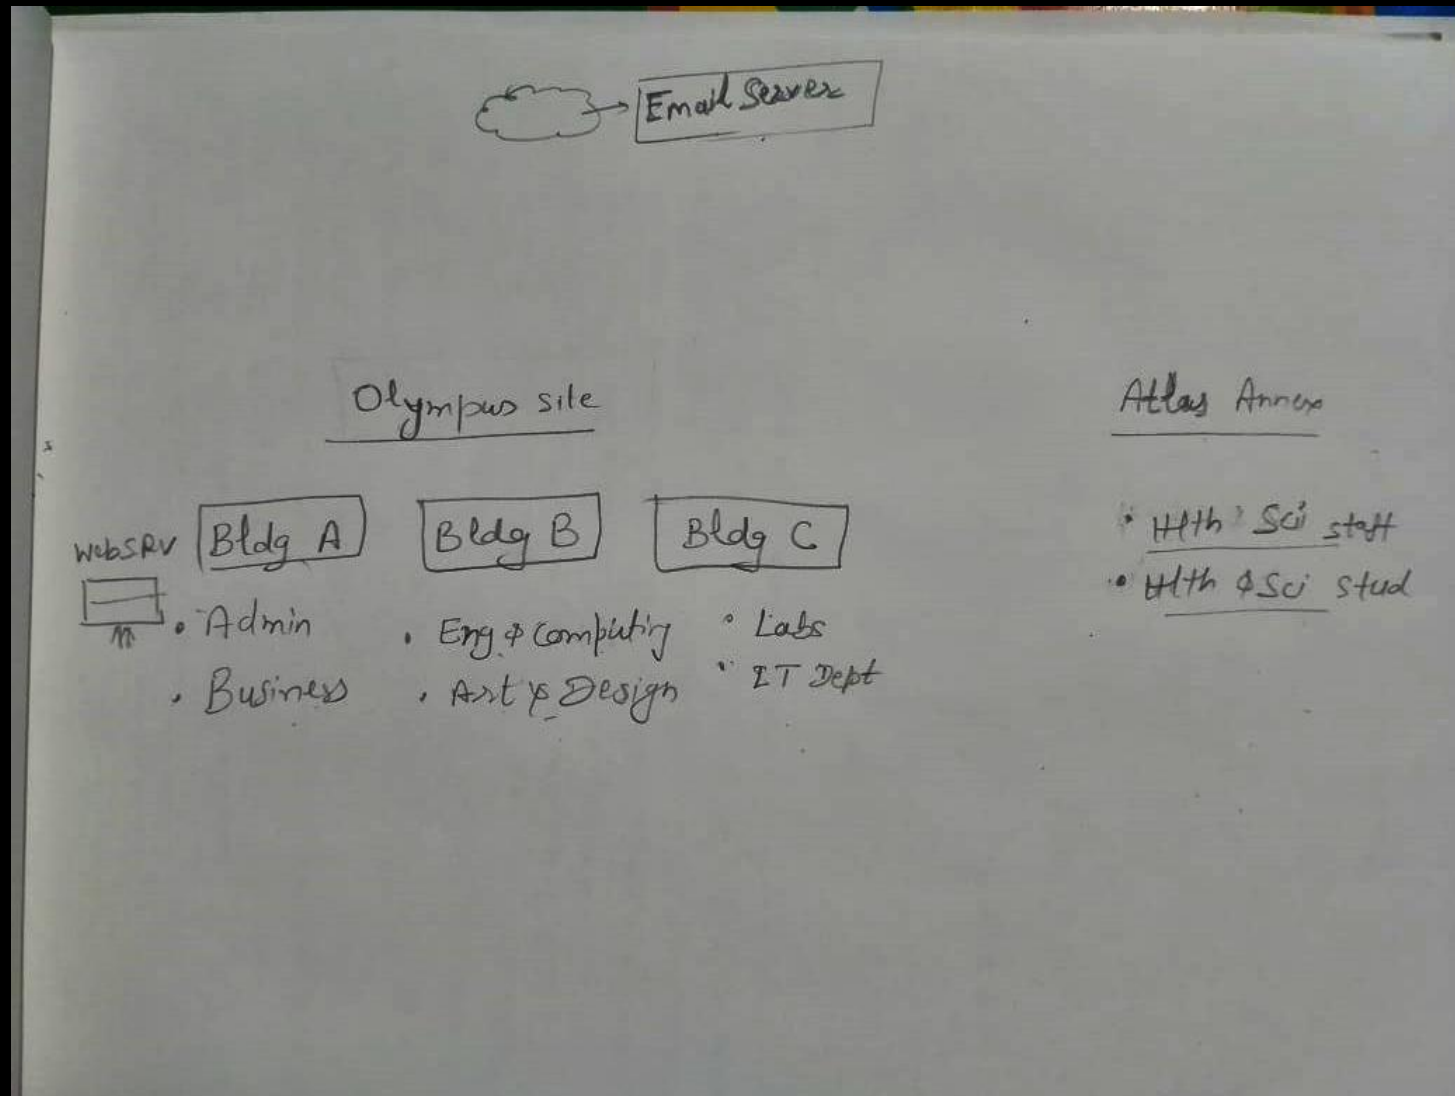 Email Server
Olympus site
Atlas Annex
WebSRV
Bldg A
Bldg B
Bldg C
• Admin
• Business
• Eng & Computing
• Art & Design
• Labs
• IT Dept
• Hlth Sci staff
• Hlth & Sci stud